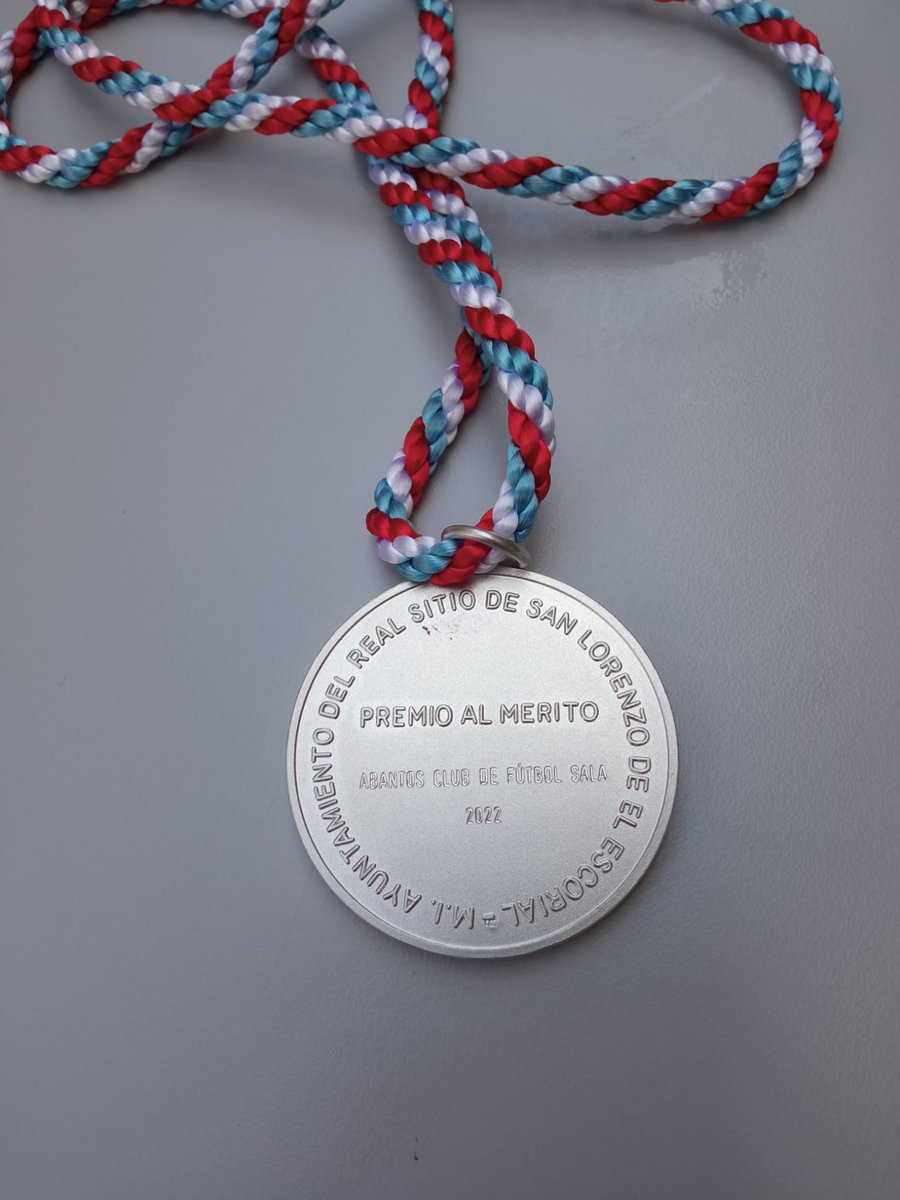 M.I. AYUNTAMIENTO DEL REAL SITIO DE SAN LORENZO DE EL ESCORIAL -
PREMIO AL MERITO
ABANTOS CLUB DE FÚTBOL SALA
2022